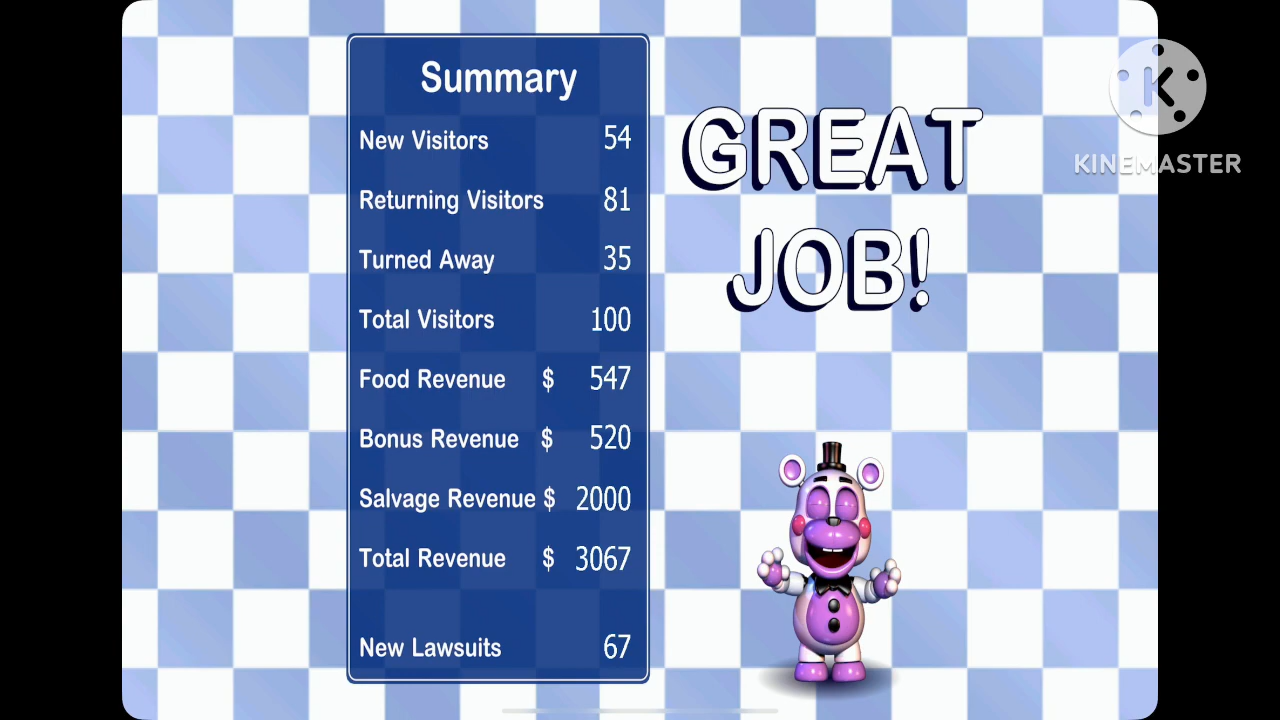 Summary
New Visitors 54
Returning Visitors 81
Turned Away 35
Total Visitors 100
Food Revenue $ 547
Bonus Revenue $ 520
Salvage Revenue $ 2000
Total Revenue $ 3067
New Lawsuits 67
GREAT
JOB!
K
KINEMASTER